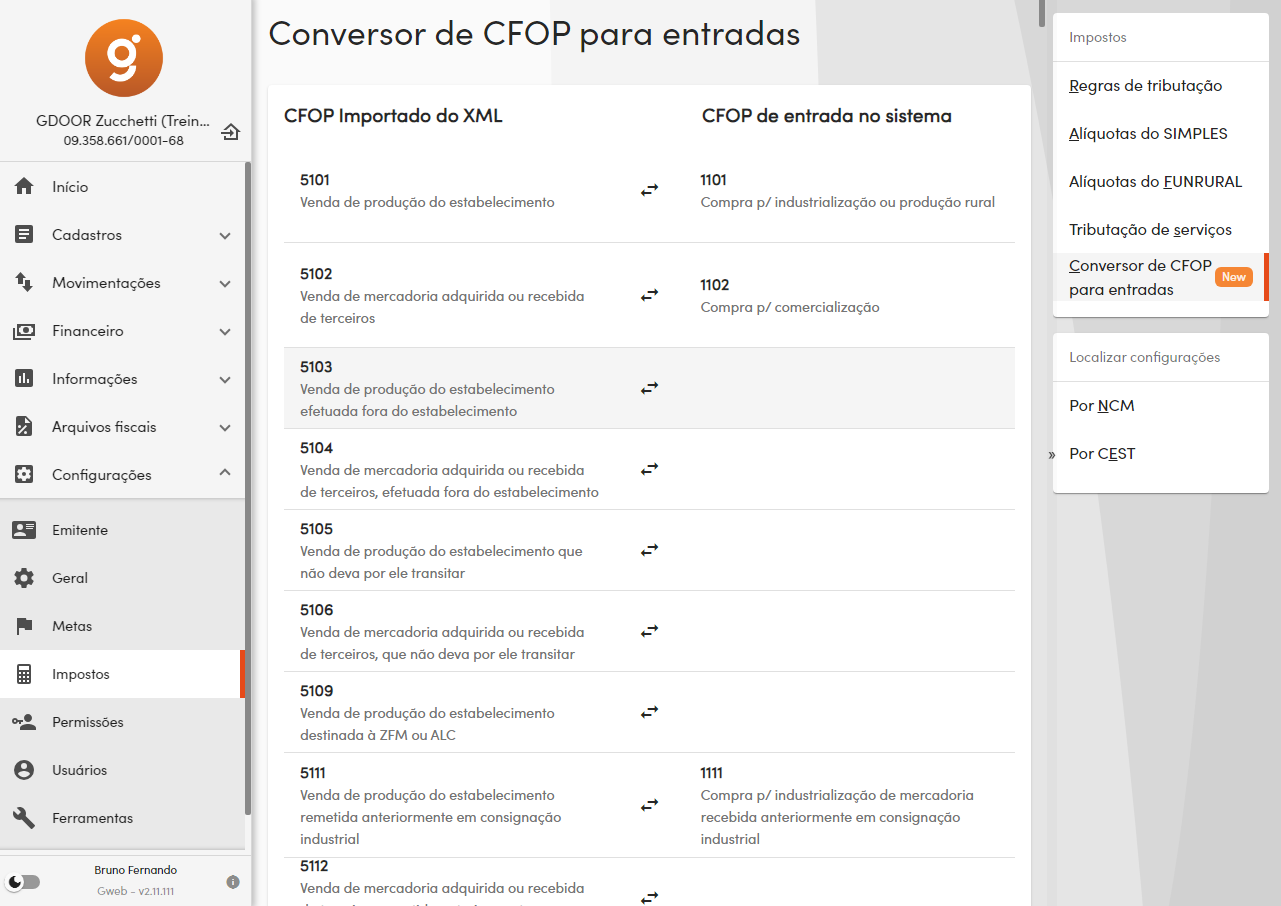 g
GDOOR Zucchetti (Trein...
09.358.661/0001-68
Início
Cadastros
Movimentações
Financeiro
Informações
Arquivos fiscais
Configurações
Emitente
Geral
Metas
Impostos
Permissões
Usuários
Ferramentas
Bruno Fernando
Gweb - v2.11.111
Conversor de CFOP para entradas
CFOP Importado do XML
CFOP de entrada no sistema
5101
Venda de produção do estabelecimento
1101
Compra p/ industrialização ou produção rural
5102
Venda de mercadoria adquirida ou recebida
de terceiros
1102
Compra p/ comercialização
5103
Venda de produção do estabelecimento
efetuada fora do estabelecimento
5104
Venda de mercadoria adquirida ou recebida
de terceiros, efetuada fora do estabelecimento
5105
Venda de produção do estabelecimento que
não deva por ele transitar
5106
Venda de mercadoria adquirida ou recebida
de terceiros, que não deva por ele transitar
5109
Venda de produção do estabelecimento
destinada à ZFM ou ALC
5111
Venda de produção do estabelecimento
remetida anteriormente em consignação
industrial
1111
Compra p/ industrialização de mercadoria
recebida anteriormente em consignação
industrial
5112
Venda de mercadoria adquirida ou recebida
Impostos
Regras de tributação
Alíquotas do SIMPLES
Alíquotas do FUNRURAL
Tributação de serviços
Conversor de CFOP
para entradas
New
Localizar configurações
Por NCM
» Por CEST